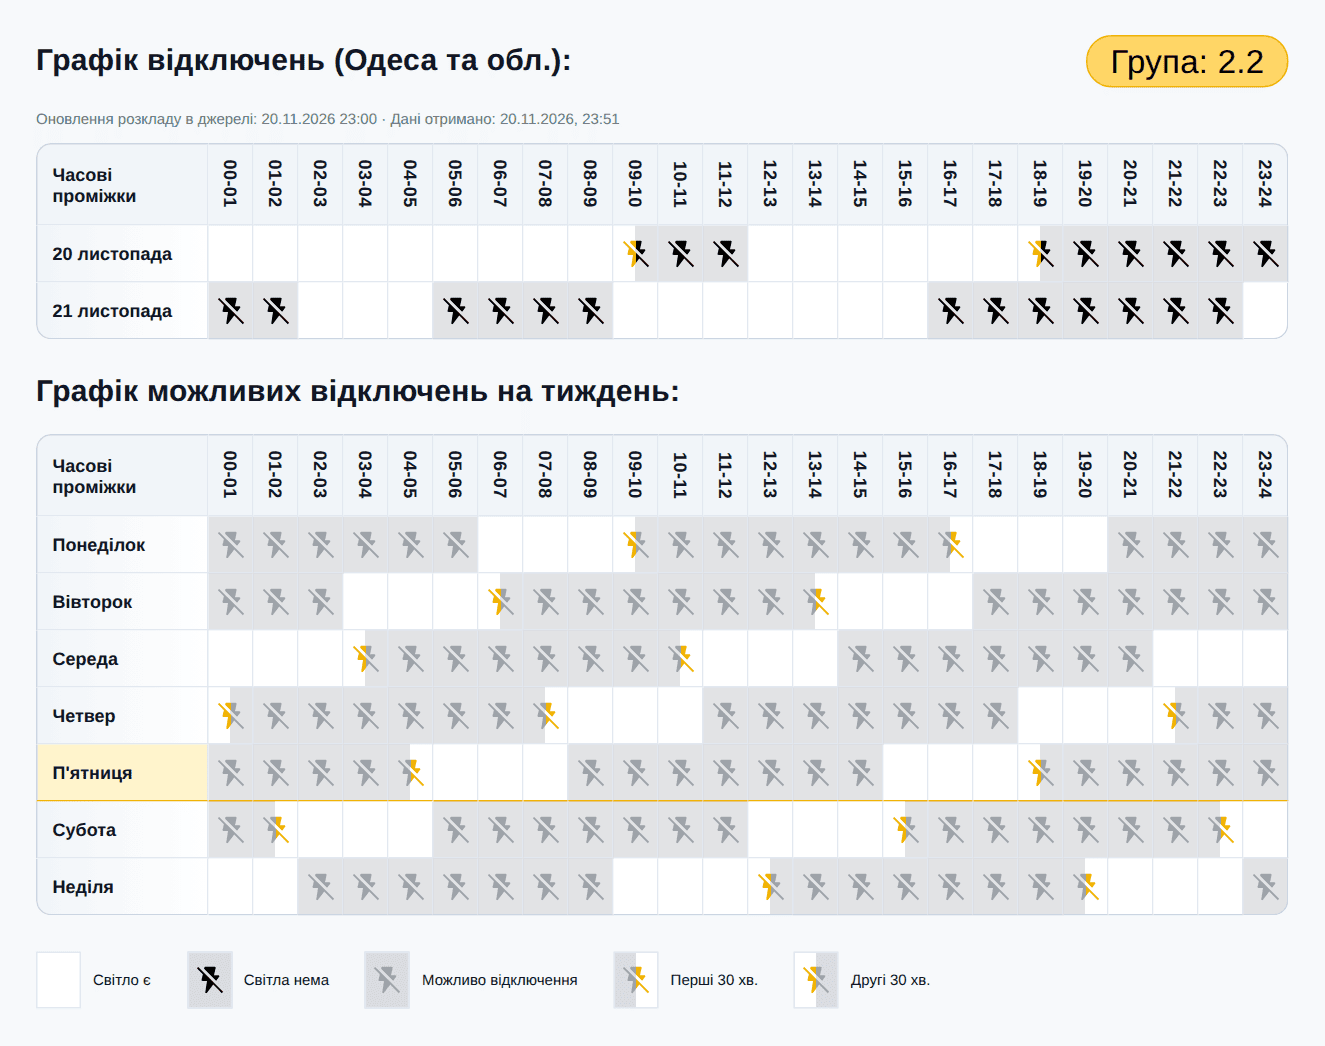 Графік відключень (Одеса та обл.):
Група: 2.2
Оновлення розкладу в джерелі: 20.11.2026 23:00 · Дані отримано: 20.11.2026, 23:51
Часові проміжки 00-01 01-02 02-03 03-04 04-05 05-06 06-07 07-08 08-09 09-10 10-11 11-12 12-13 13-14 14-15 15-16 16-17 17-18 18-19 19-20 20-21 21-22 22-23 23-24
20 листопада
21 листопада
Графік можливих відключень на тиждень:
Часові проміжки 00-01 01-02 02-03 03-04 04-05 05-06 06-07 07-08 08-09 09-10 10-11 11-12 12-13 13-14 14-15 15-16 16-17 17-18 18-19 19-20 20-21 21-22 22-23 23-24
Понеділок
Вівторок
Середа
Четвер
П'ятниця
Субота
Неділя
Світло є Світла нема Можливо відключення Перші 30 хв. Другі 30 хв.